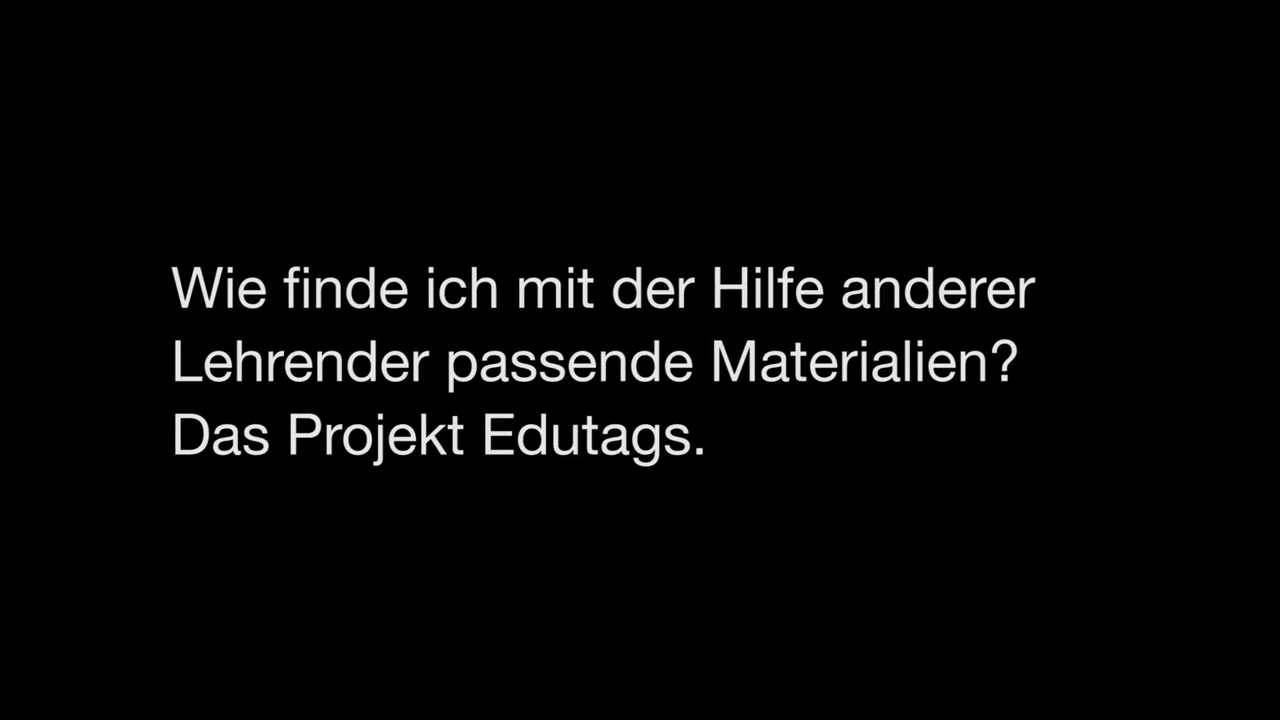 Wie finde ich mit der Hilfe anderer
Lehrender passende Materialien?
Das Projekt Edutags.